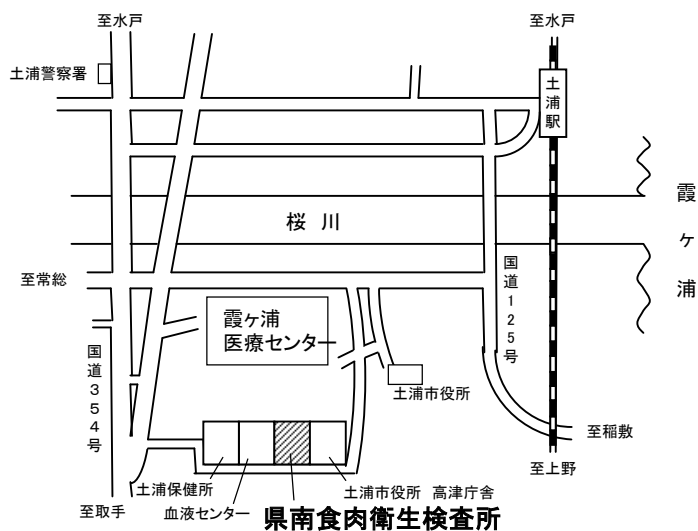 至水戸
至水戸
土浦警察署
土浦駅
霞ヶ浦
桜 川
至常総
国道125号
霞ヶ浦
医療センター
国道354号
土浦市役所
至稲敷
至上野
土浦保健所
土浦市役所 高津庁舎
至取手
血液センター
県南食肉衛生検査所